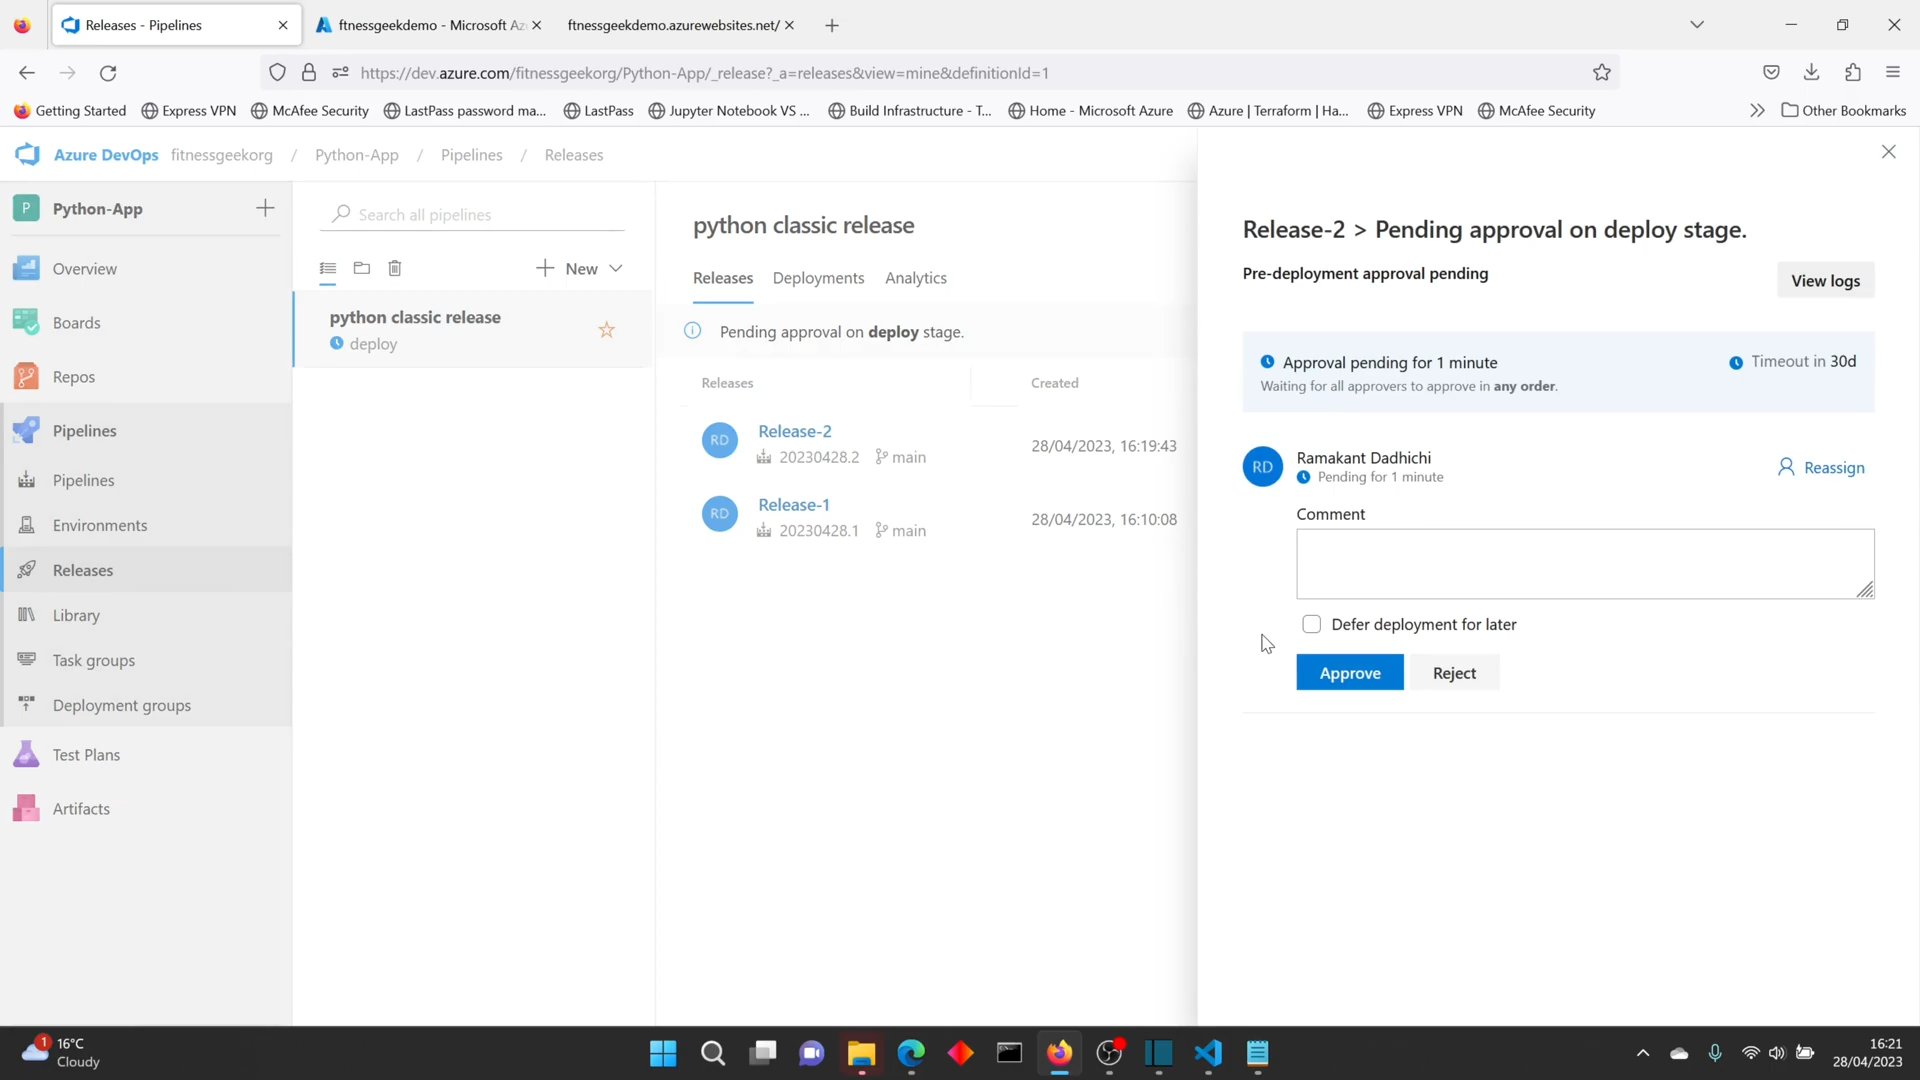 Releases - Pipelines
ftnessgeekdemo - Microsoft Az
ftnessgeekdemo.azurewebsites.net/
https://dev.azure.com/fitnessgeekorg/Python-App/_release?_a=releases&view=mine&definitionId=1
Getting Started
Express VPN
McAfee Security
LastPass password ma...
LastPass
Jupyter Notebook VS ...
Build Infrastructure - T...
Home - Microsoft Azure
Azure | Terraform | Ha...
Express VPN
McAfee Security
Other Bookmarks
Azure DevOps fitnessgeekorg / Python-App / Pipelines / Releases
P Python-App
Overview
Boards
Repos
Pipelines
Pipelines
Environments
Releases
Library
Task groups
Deployment groups
Test Plans
Artifacts
Search all pipelines
New
python classic release
deploy
python classic release
Releases Deployments Analytics
Pending approval on deploy stage.
Releases Created
RD Release-2
20230428.2 main 28/04/2023, 16:19:43
RD Release-1
20230428.1 main 28/04/2023, 16:10:08
Release-2 > Pending approval on deploy stage.
Pre-deployment approval pending
View logs
Approval pending for 1 minute
Timeout in 30d
Waiting for all approvers to approve in any order.
RD Ramakant Dadhichi
Pending for 1 minute
Reassign
Comment
Defer deployment for later
Approve Reject
1
16°C
Cloudy
16:21
28/04/2023